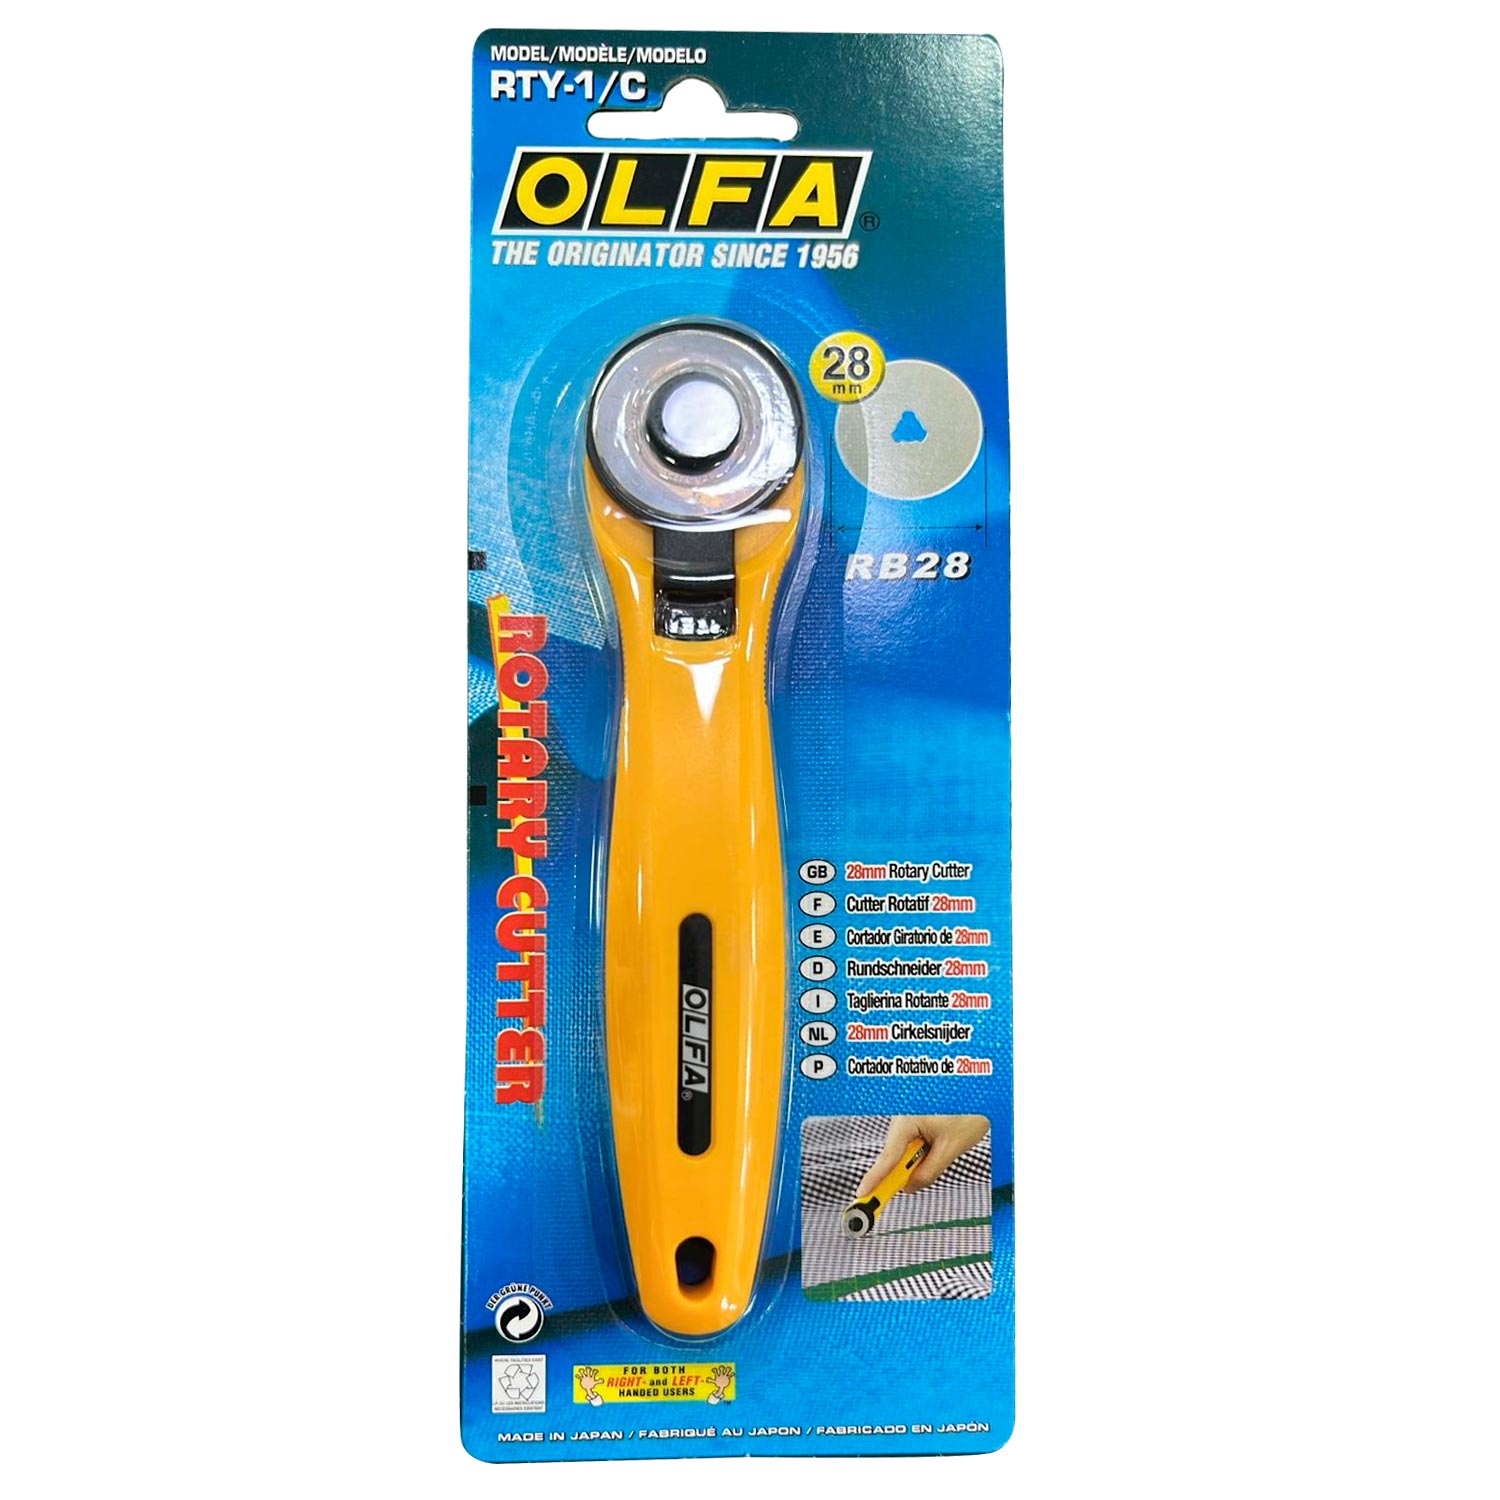 MODEL/MODÈLE/MODELO
RTY-1/C
OLFA®
THE ORIGINATOR SINCE 1956
28
mm
RB28
ROTARY CUTTER
GB 28mm Rotary Cutter
F Cutter Rotatif 28mm
E Cortador Giratorio de 28mm
D Rundschneider 28mm
I Taglierina Rotante 28mm
NL 28mm Cirkelsnijder
P Cortador Rotativo de 28mm
OLFA®
DER GRÜNE PUNKT
WHERE FACILITIES EXIST
FOR BOTH
RIGHT- and LEFT-
HANDED USERS
MADE IN JAPAN / FABRIQUÉ AU JAPON / FABRICADO EN JAPÓN